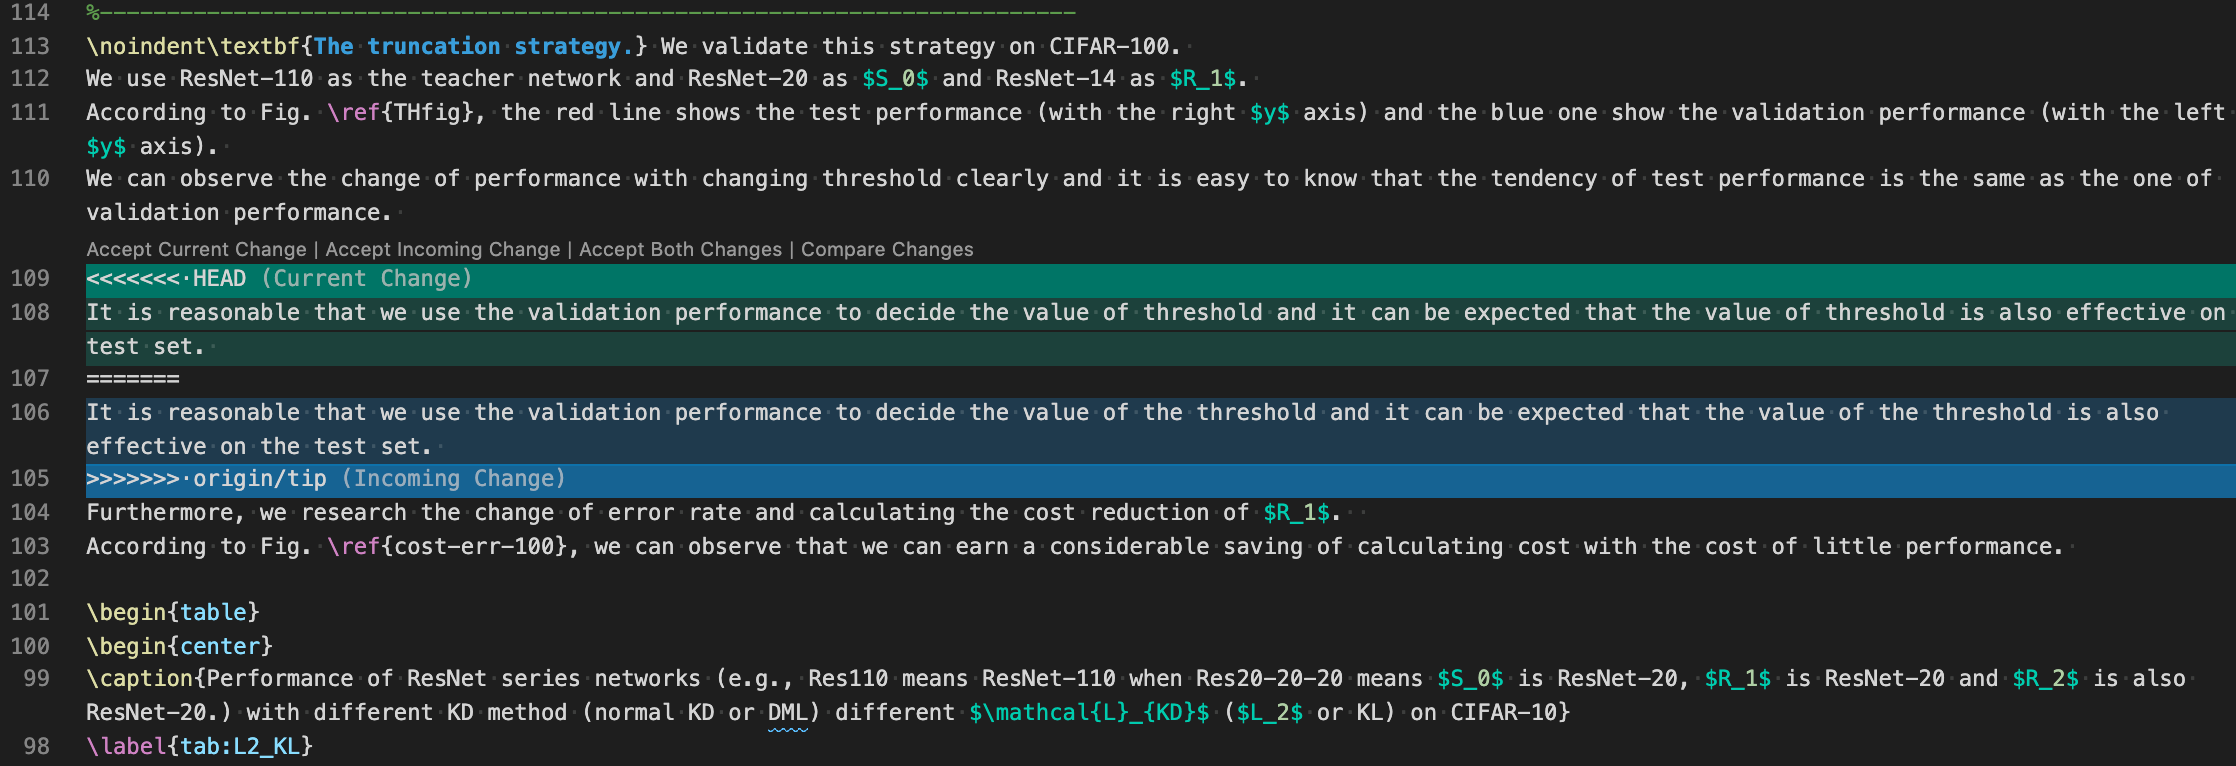 114 %------------------------------------------------------------------------
113 \noindent\textbf{The truncation strategy.} We validate this strategy on CIFAR-100.
112 We use ResNet-110 as the teacher network and ResNet-20 as $S_0$ and ResNet-14 as $R_1$.
111 According to Fig. \ref{THfig}, the red line shows the test performance (with the right $y$ axis) and the blue one show the validation performance (with the left
$y$ axis).
110 We can observe the change of performance with changing threshold clearly and it is easy to know that the tendency of test performance is the same as the one of
validation performance.
Accept Current Change | Accept Incoming Change | Accept Both Changes | Compare Changes
109 <<<<<<< HEAD (Current Change)
108 It is reasonable that we use the validation performance to decide the value of threshold and it can be expected that the value of threshold is also effective on
test set.
107 =======
106 It is reasonable that we use the validation performance to decide the value of the threshold and it can be expected that the value of the threshold is also
effective on the test set.
105 >>>>>>> origin/tip (Incoming Change)
104 Furthermore, we research the change of error rate and calculating the cost reduction of $R_1$.
103 According to Fig. \ref{cost-err-100}, we can observe that we can earn a considerable saving of calculating cost with the cost of little performance.
102
101 \begin{table}
100 \begin{center}
99 \caption{Performance of ResNet series networks (e.g., Res110 means ResNet-110 when Res20-20-20 means $S_0$ is ResNet-20, $R_1$ is ResNet-20 and $R_2$ is also
ResNet-20.) with different KD method (normal KD or DML) different $\mathcal{L}_{KD}$ ($L_2$ or KL) on CIFAR-10}
98 \label{tab:L2_KL}